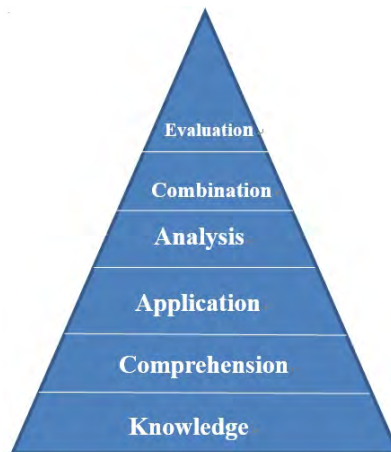 Evaluation
Combination
Analysis
Application
Comprehension
Knowledge